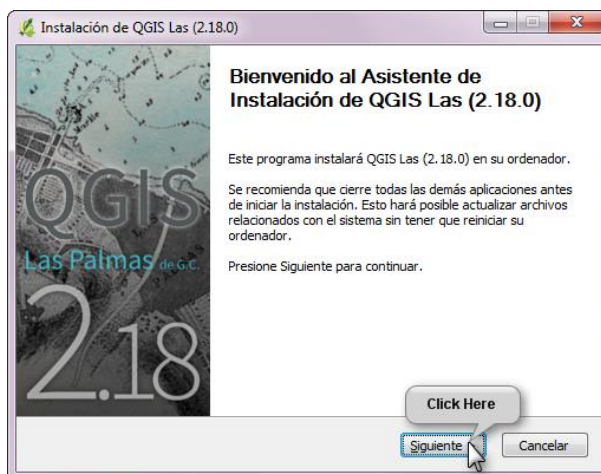 Instalación de QGIS Las (2.18.0)
QGIS
Las Palmas de G.C.
2.18
Bienvenido al Asistente de
Instalación de QGIS Las (2.18.0)
Este programa instalará QGIS Las (2.18.0) en su ordenador.
Se recomienda que cierre todas las demás aplicaciones antes
de iniciar la instalación. Esto hará posible actualizar archivos
relacionados con el sistema sin tener que reiniciar su
ordenador.
Presione Siguiente para continuar.
Click Here
Siguiente
Cancelar